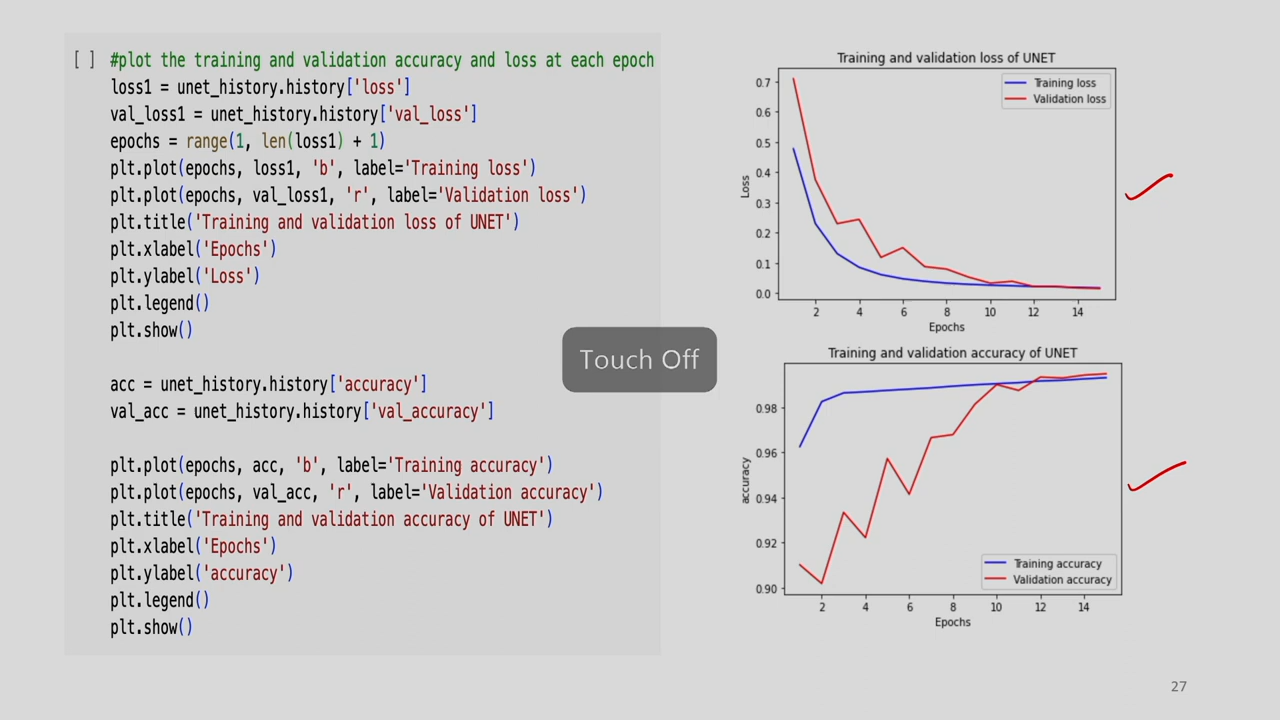 [ ] #plot the training and validation accuracy and loss at each epoch
loss1 = unet_history.history['loss']
val_loss1 = unet_history.history['val_loss']
epochs = range(1, len(loss1) + 1)
plt.plot(epochs, loss1, 'b', label='Training loss')
plt.plot(epochs, val_loss1, 'r', label='Validation loss')
plt.title('Training and validation loss of UNET')
plt.xlabel('Epochs')
plt.ylabel('Loss')
plt.legend()
plt.show()
acc = unet_history.history['accuracy']
val_acc = unet_history.history['val_accuracy']
plt.plot(epochs, acc, 'b', label='Training accuracy')
plt.plot(epochs, val_acc, 'r', label='Validation accuracy')
plt.title('Training and validation accuracy of UNET')
plt.xlabel('Epochs')
plt.ylabel('accuracy')
plt.legend()
plt.show()
Touch Off
Training and validation loss of UNET
Training loss
Validation loss
Loss
0.7
0.6
0.5
0.4
0.3
0.2
0.1
0.0
2 4 6 8 10 12 14
Epochs
Training and validation accuracy of UNET
accuracy
0.98
0.96
0.94
0.92
0.90
Training accuracy
Validation accuracy
2 4 6 8 10 12 14
Epochs
27